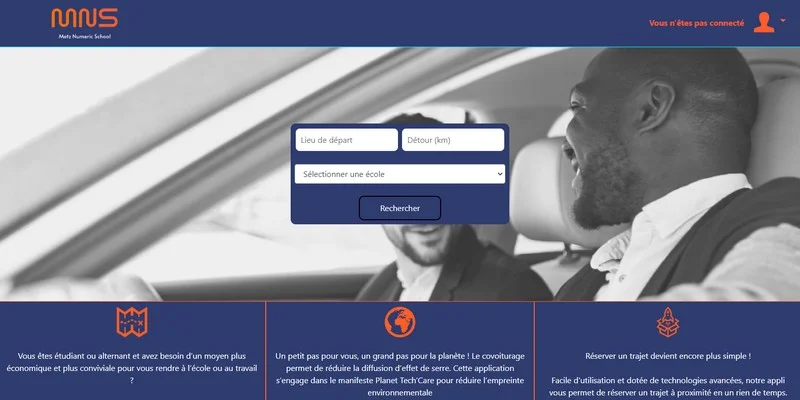 MNS
Metz Numeric School
Vous n'êtes pas connecté
Lieu de départ
Détour (km)
Sélectionner une école
Rechercher
Vous êtes étudiant ou alternant et avez besoin d'un moyen plus
économique et plus conviviale pour vous rendre à l'école ou au travail
?
Un petit pas pour vous, un grand pas pour la planète ! Le covoiturage
permet de réduire la diffusion d'effet de serre. Cette application
s'engage dans le manifeste Planet Tech'Care pour réduire l'empreinte
environnementale
Réserver un trajet devient encore plus simple !
Facile d'utilisation et dotée de technologies avancées, notre appli
vous permet de réserver un trajet à proximité en un rien de temps.